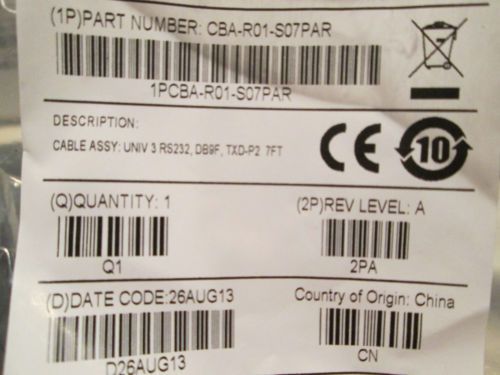 (1P)PART NUMBER: CBA-R01-S07PAR
1PCBA-R01-S07PAR
DESCRIPTION:
CABLE ASSY: UNIV 3 RS232, DB9F, TXD-P2 7FT
CE 10
(Q)QUANTITY: 1
(2P)REV LEVEL: A
Q1
2PA
(D)DATE CODE:26AUG13
Country of Origin: China
D26AUG13
CN